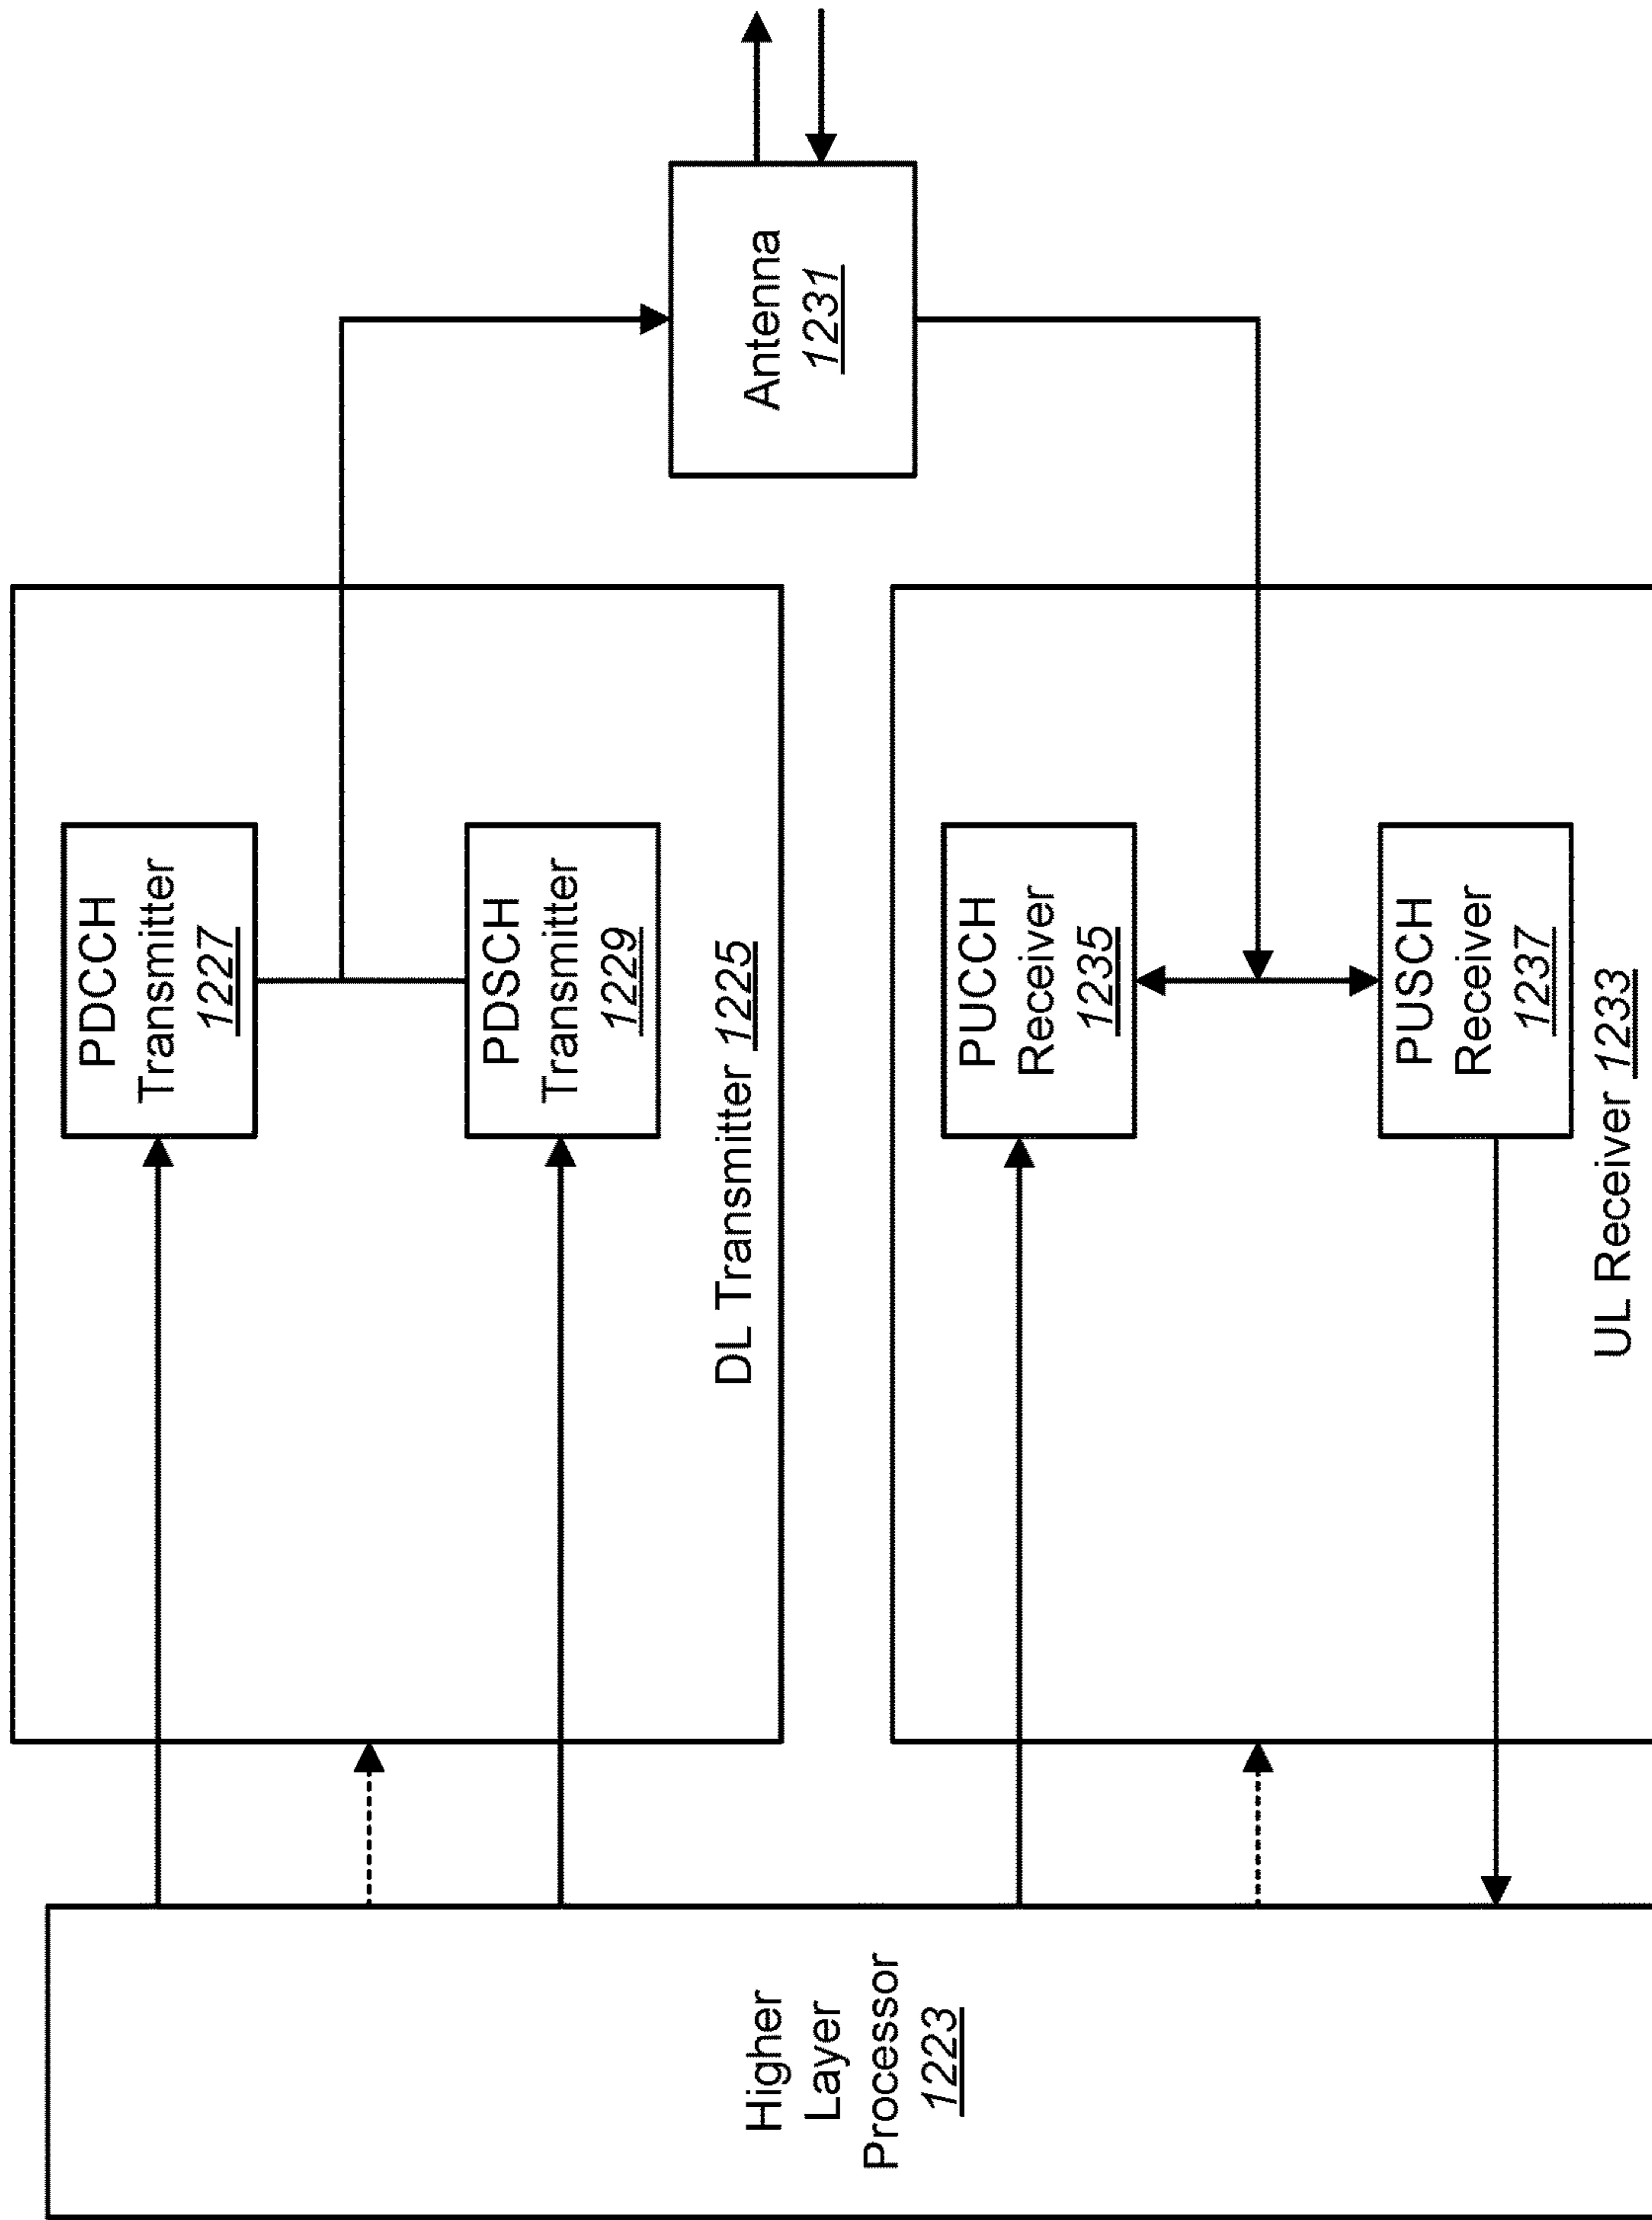 Higher
Layer
Processor
1223
PDCCH
Transmitter
1227
PDSCH
Transmitter
1229
DL Transmitter 1225
PUCCH
Receiver
1235
PUSCH
Receiver
1237
UL Receiver 1233
Antenna
1231